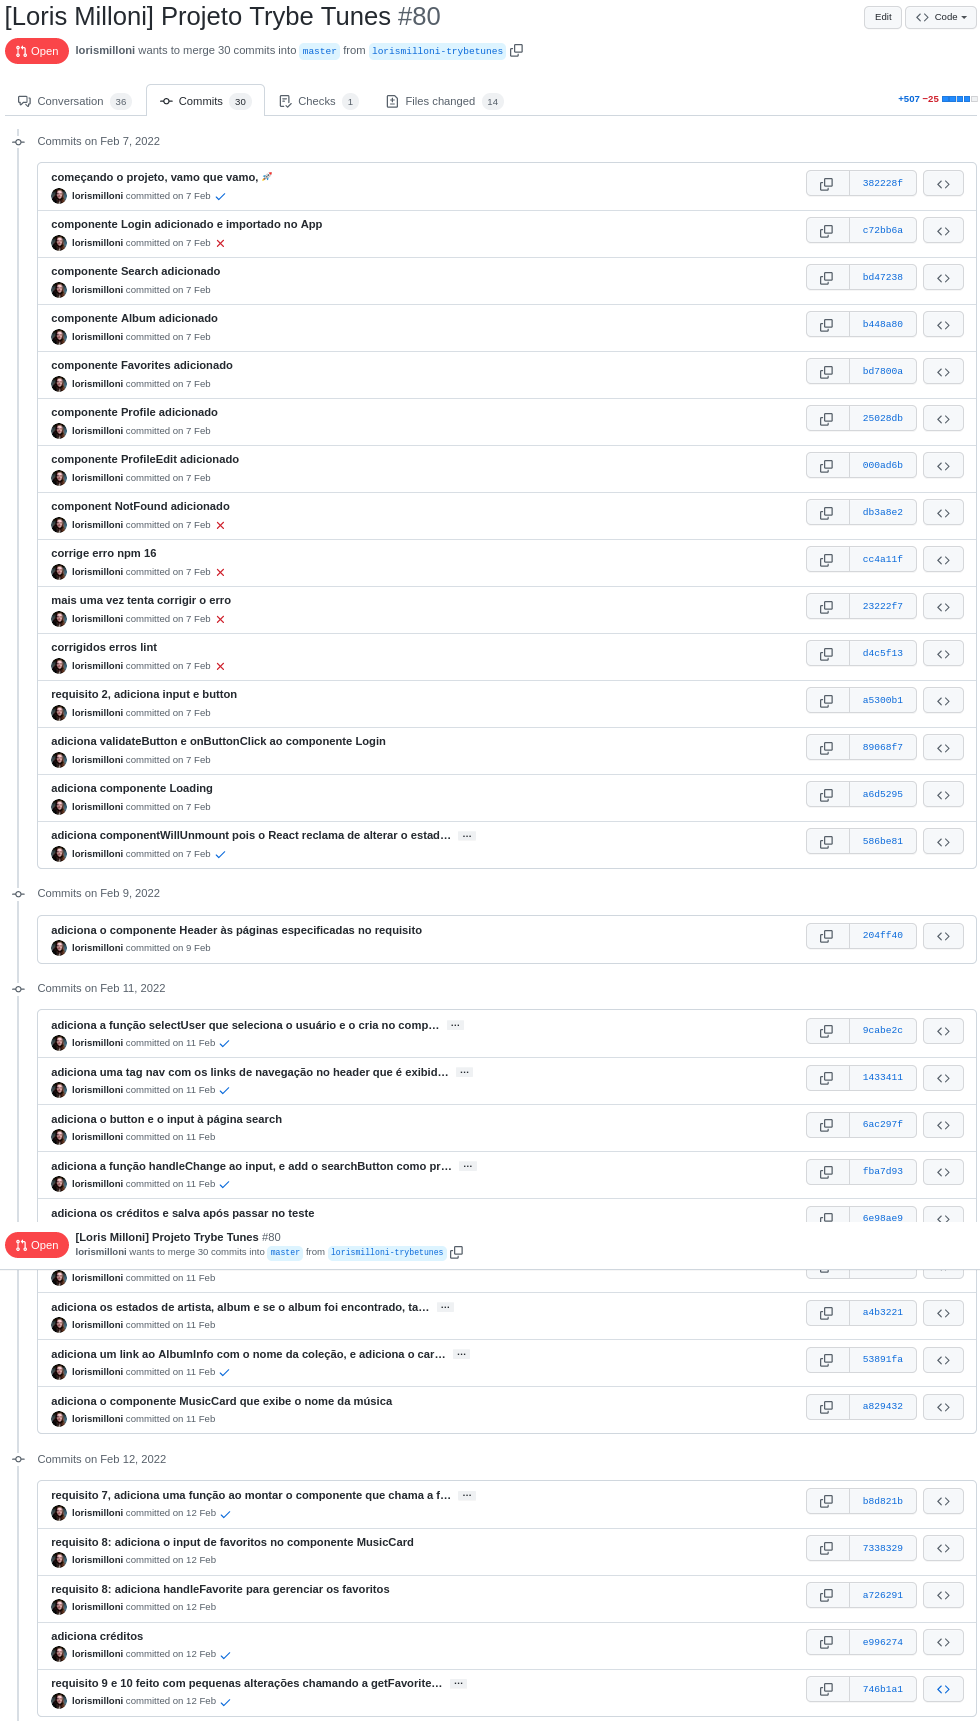 [Loris Milloni] Projeto Trybe Tunes #80
Edit
Code
Open
lorismilloni wants to merge 30 commits into master from lorismilloni-trybetunes
Conversation 36
Commits 30
Checks 1
Files changed 14
+507 −25
Commits on Feb 7, 2022
começando o projeto, vamo que vamo,
lorismilloni committed on 7 Feb
382228f
componente Login adicionado e importado no App
lorismilloni committed on 7 Feb
c72bb6a
componente Search adicionado
lorismilloni committed on 7 Feb
bd47238
componente Album adicionado
lorismilloni committed on 7 Feb
b448a80
componente Favorites adicionado
lorismilloni committed on 7 Feb
bd7800a
componente Profile adicionado
lorismilloni committed on 7 Feb
25028db
componente ProfileEdit adicionado
lorismilloni committed on 7 Feb
000ad6b
component NotFound adicionado
lorismilloni committed on 7 Feb
db3a8e2
corrige erro npm 16
lorismilloni committed on 7 Feb
cc4a11f
mais uma vez tenta corrigir o erro
lorismilloni committed on 7 Feb
23222f7
corrigidos erros lint
lorismilloni committed on 7 Feb
d4c5f13
requisito 2, adiciona input e button
lorismilloni committed on 7 Feb
a5300b1
adiciona validateButton e onButtonClick ao componente Login
lorismilloni committed on 7 Feb
89068f7
adiciona componente Loading
lorismilloni committed on 7 Feb
a6d5295
adiciona componentWillUnmount pois o React reclama de alterar o estad… …
lorismilloni committed on 7 Feb
586be81
Commits on Feb 9, 2022
adiciona o componente Header às páginas especificadas no requisito
lorismilloni committed on 9 Feb
204ff40
Commits on Feb 11, 2022
adiciona a função selectUser que seleciona o usuário e o cria no comp… …
lorismilloni committed on 11 Feb
9cabe2c
adiciona uma tag nav com os links de navegação no header que é exibid… …
lorismilloni committed on 11 Feb
1433411
adiciona o button e o input à página search
lorismilloni committed on 11 Feb
6ac297f
adiciona a função handleChange ao input, e add o searchButton como pr… …
lorismilloni committed on 11 Feb
fba7d93
adiciona os créditos e salva após passar no teste
6e98ae9
Open
[Loris Milloni] Projeto Trybe Tunes #80
lorismilloni wants to merge 30 commits into master from lorismilloni-trybetunes
lorismilloni committed on 11 Feb
adiciona os estados de artista, album e se o album foi encontrado, ta… …
lorismilloni committed on 11 Feb
a4b3221
adiciona um link ao AlbumInfo com o nome da coleção, e adiciona o car… …
lorismilloni committed on 11 Feb
53891fa
adiciona o componente MusicCard que exibe o nome da música
lorismilloni committed on 11 Feb
a829432
Commits on Feb 12, 2022
requisito 7, adiciona uma função ao montar o componente que chama a f… …
lorismilloni committed on 12 Feb
b8d821b
requisito 8: adiciona o input de favoritos no componente MusicCard
lorismilloni committed on 12 Feb
7338329
requisito 8: adiciona handleFavorite para gerenciar os favoritos
lorismilloni committed on 12 Feb
a726291
adiciona créditos
lorismilloni committed on 12 Feb
e996274
requisito 9 e 10 feito com pequenas alterações chamando a getFavorite… …
lorismilloni committed on 12 Feb
746b1a1